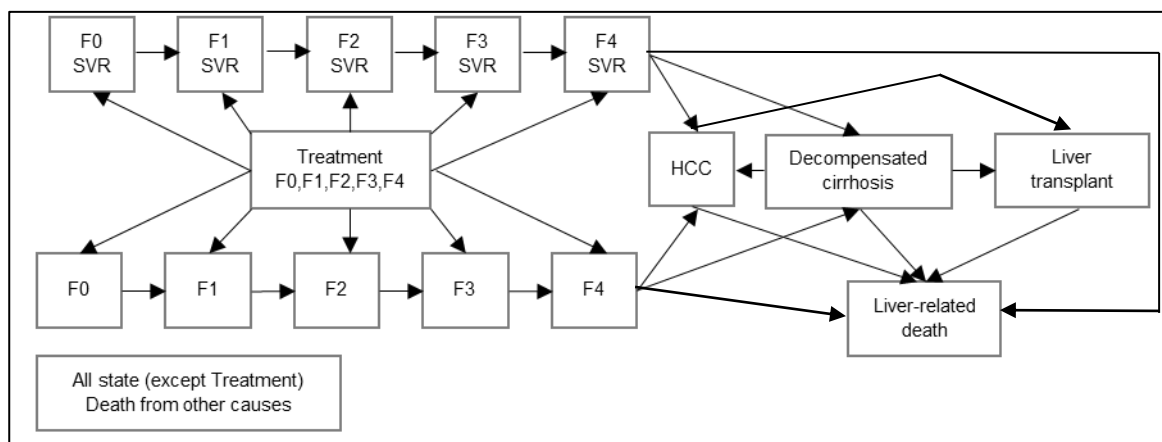 F0
SVR
F1
SVR
F2
SVR
F3
SVR
F4
SVR
Treatment
F0,F1,F2,F3,F4
HCC
Decompensated
cirrhosis
Liver
transplant
F0
F1
F2
F3
F4
Liver-related
death
All state (except Treatment)
Death from other causes